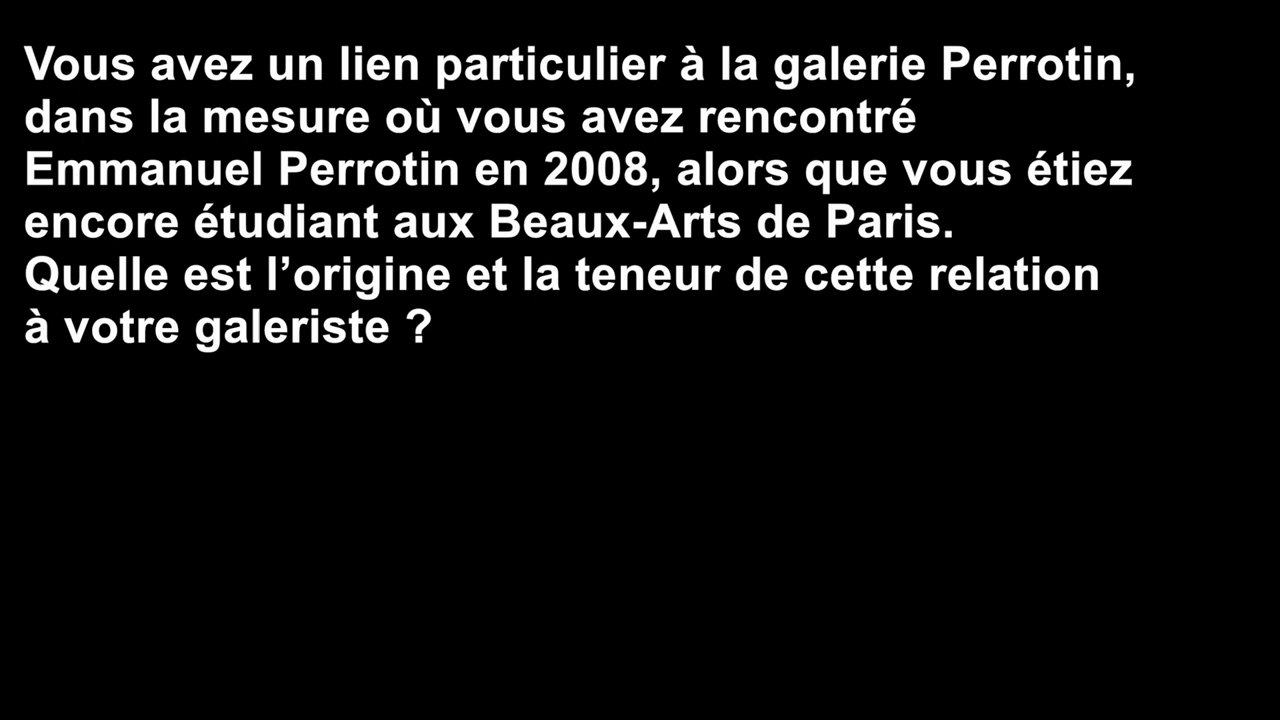 Vous avez un lien particulier à la galerie Perrotin,
dans la mesure où vous avez rencontré
Emmanuel Perrotin en 2008, alors que vous étiez
encore étudiant aux Beaux-Arts de Paris.
Quelle est l’origine et la teneur de cette relation
à votre galeriste ?